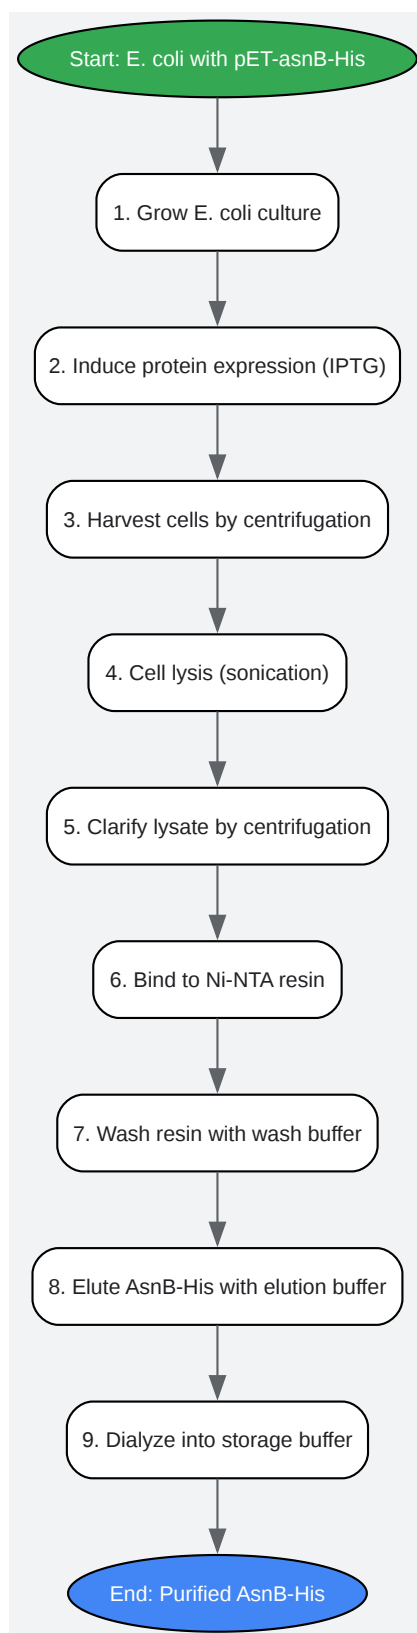 Start: E. coli with pET-asnB-His
1. Grow E. coli culture
2. Induce protein expression (IPTG)
3. Harvest cells by centrifugation
4. Cell lysis (sonication)
5. Clarify lysate by centrifugation
6. Bind to Ni-NTA resin
7. Wash resin with wash buffer
8. Elute AsnB-His with elution buffer
9. Dialyze into storage buffer
End: Purified AsnB-His